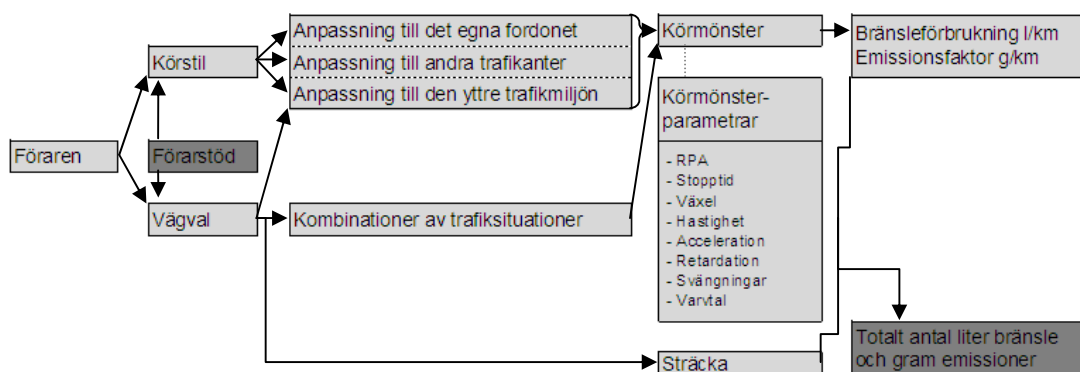 Föraren
Körstil
Förarstöd
Vägval
Anpassning till det egna fordonet
Anpassning till andra trafikanter
Anpassning till den yttre trafikmiljön
Kombinationer av trafiksituationer
Körmönster
Körmönster-
parametrar
- RPA
- Stopptid
- Växel
- Hastighet
- Acceleration
- Retardation
- Svängningar
- Varvtal
Sträcka
Bränsleförbrukning l/km
Emissionsfaktor g/km
Totalt antal liter bränsle
och gram emissioner